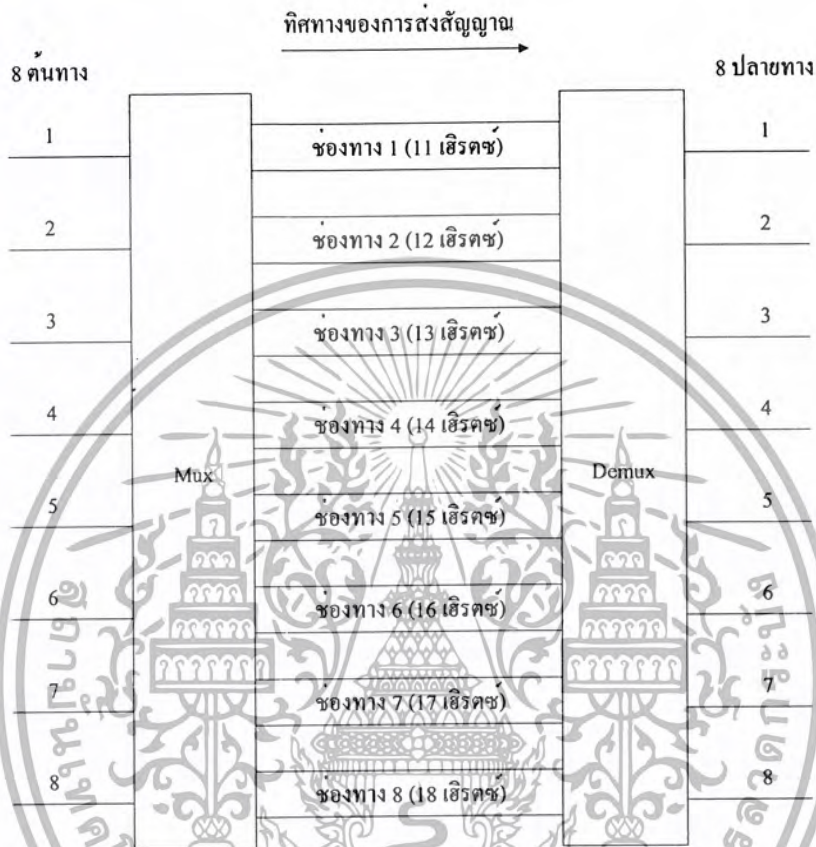 ทิศทางของการส่งสัญญาณ
8 ต้นทาง
8 ปลายทาง
1
ช่องทาง 1 (11 เฮิรตซ์)
1
2
ช่องทาง 2 (12 เฮิรตซ์)
2
3
ช่องทาง 3 (13 เฮิรตซ์)
3
4
ช่องทาง 4 (14 เฮิรตซ์)
4
Mux
Demux
5
ช่องทาง 5 (15 เฮิรตซ์)
5
6
ช่องทาง 6 (16 เฮิรตซ์)
6
7
ช่องทาง 7 (17 เฮิรตซ์)
7
8
ช่องทาง 8 (18 เฮิรตซ์)
8